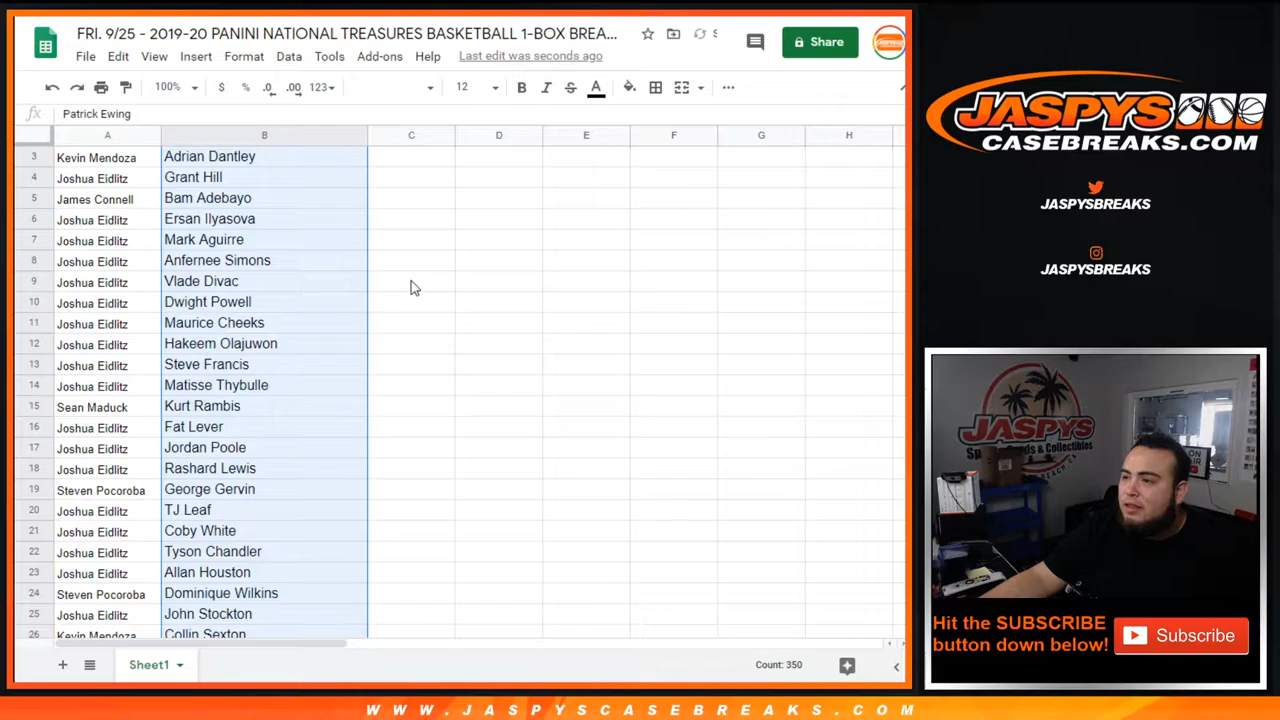 FRI. 9/25 - 2019-20 PANINI NATIONAL TREASURES BASKETBALL 1-BOX BREA...
Share
File Edit View Insert Format Data Tools Add-ons Help Last edit was seconds ago
100% $ % .0 .00 123 12 B I S A
fx Patrick Ewing
A B C D E F G H
3 Kevin Mendoza Adrian Dantley
4 Joshua Eidlitz Grant Hill
5 James Connell Bam Adebayo
6 Joshua Eidlitz Ersan Ilyasova
7 Joshua Eidlitz Mark Aguirre
8 Joshua Eidlitz Anfernee Simons
9 Joshua Eidlitz Vlade Divac
10 Joshua Eidlitz Dwight Powell
11 Joshua Eidlitz Maurice Cheeks
12 Joshua Eidlitz Hakeem Olajuwon
13 Joshua Eidlitz Steve Francis
14 Joshua Eidlitz Matisse Thybulle
15 Sean Maduck Kurt Rambis
16 Joshua Eidlitz Fat Lever
17 Joshua Eidlitz Jordan Poole
18 Joshua Eidlitz Rashard Lewis
19 Steven Pocoroba George Gervin
20 Joshua Eidlitz TJ Leaf
21 Joshua Eidlitz Coby White
22 Joshua Eidlitz Tyson Chandler
23 Joshua Eidlitz Allan Houston
24 Steven Pocoroba Dominique Wilkins
25 Joshua Eidlitz John Stockton
26 Kevin Mendoza Collin Sexton
Sheet1
Count: 350
JASPYS
CASEBREAKS.COM
JASPYSBREAKS
JASPYSBREAKS
JASPYS
ON
AIR
Hit the SUBSCRIBE
button down below!
Subscribe
WWW.JASPYSCASEBREAKS.COM